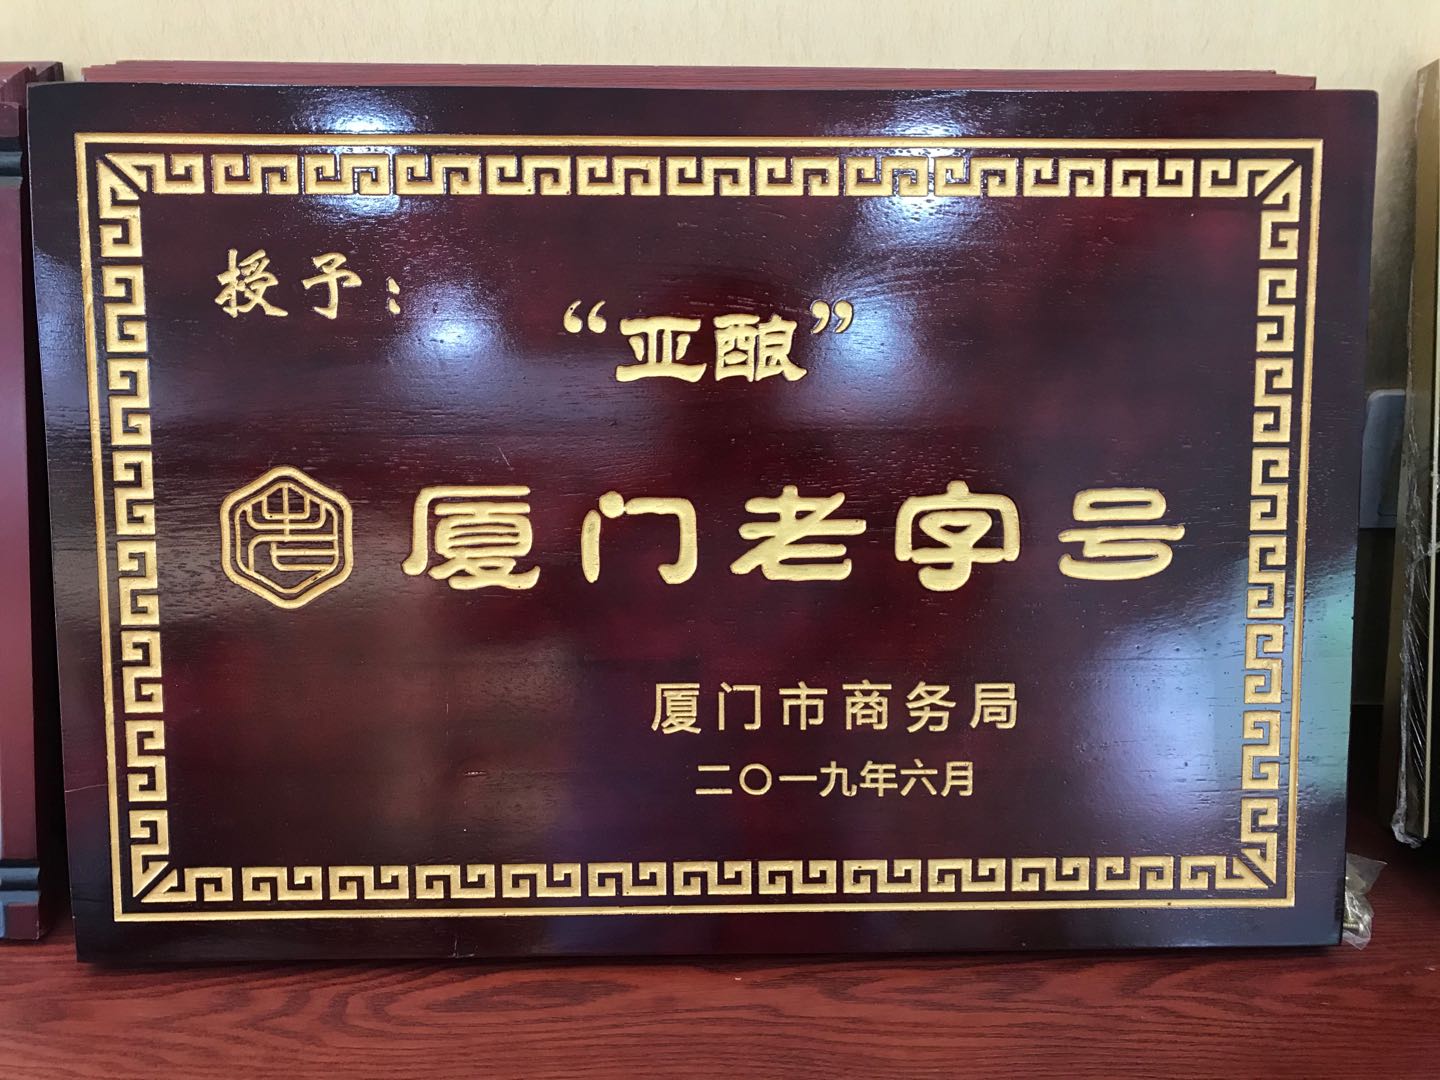 授予：
“亚酿”
厦门老字号
厦门市商务局
二〇一九年六月